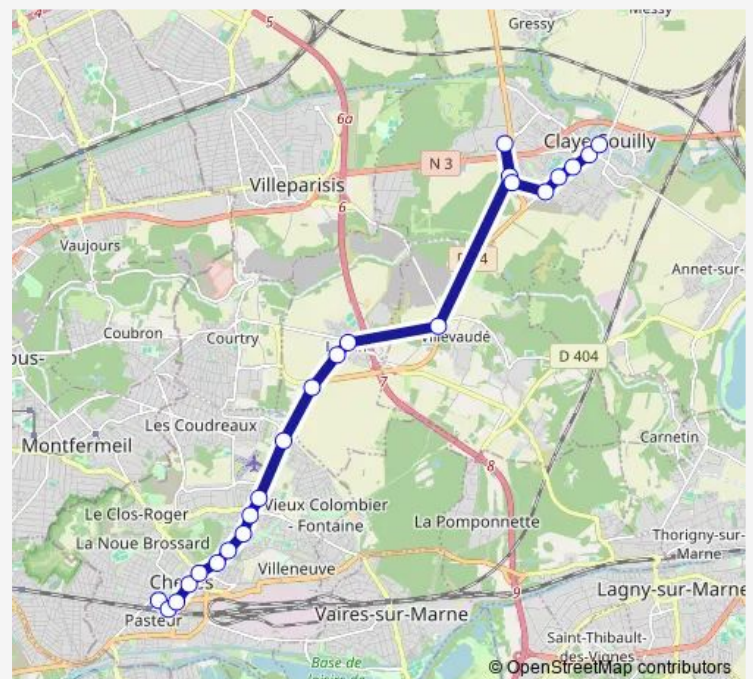 Messy
4
5
Gressy
6a
Claye-Souilly
N 3
Villeparisis
6
Vaujours
Annet-sur-
Coubron
Courtry
Villevaudé
D 404
ous-
7
Les Coudreaux
Montfermeil
Carnetin
8
Vieux Colombier
- Fontaine
Le Clos-Roger
La Pomponnette
La Noue Brossard
Thorigny-sur-
Marne
Villeneuve
Chelles
9
Lagny-sur-Marne
Vaires-sur-Marne
Pasteur
Saint-Thibault-
des-Vignes
Base de
© OpenStreetMap contributors